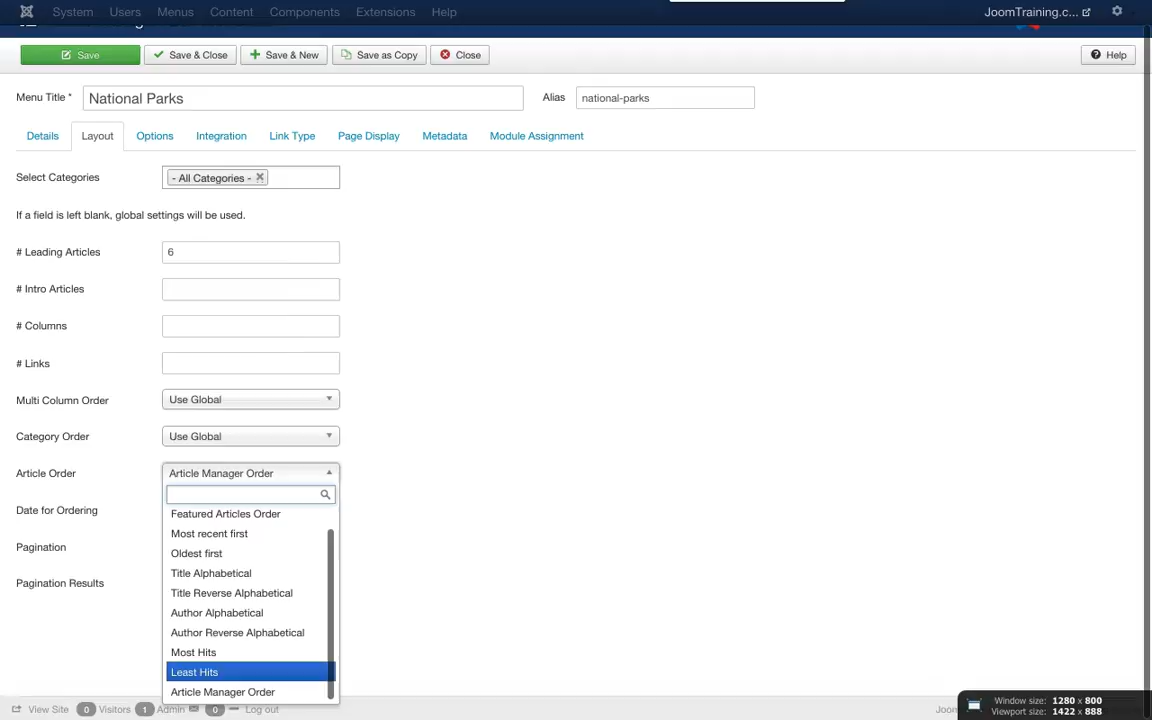 System Users Menus Content Components Extensions Help JoomTraining.c...
Save Save & Close Save & New Save as Copy Close Help
Menu Title * National Parks Alias national-parks
Details Layout Options Integration Link Type Page Display Metadata Module Assignment
Select Categories - All Categories -
If a field is left blank, global settings will be used.
# Leading Articles 6
# Intro Articles
# Columns
# Links
Multi Column Order Use Global
Category Order Use Global
Article Order Article Manager Order
Date for Ordering
Pagination
Pagination Results
Featured Articles Order
Most recent first
Oldest first
Title Alphabetical
Title Reverse Alphabetical
Author Alphabetical
Author Reverse Alphabetical
Most Hits
Least Hits
Article Manager Order
View Site 0 Visitors 1 Admin 0 Log out
Window size: 1280 x 800
Viewport size: 1422 x 888